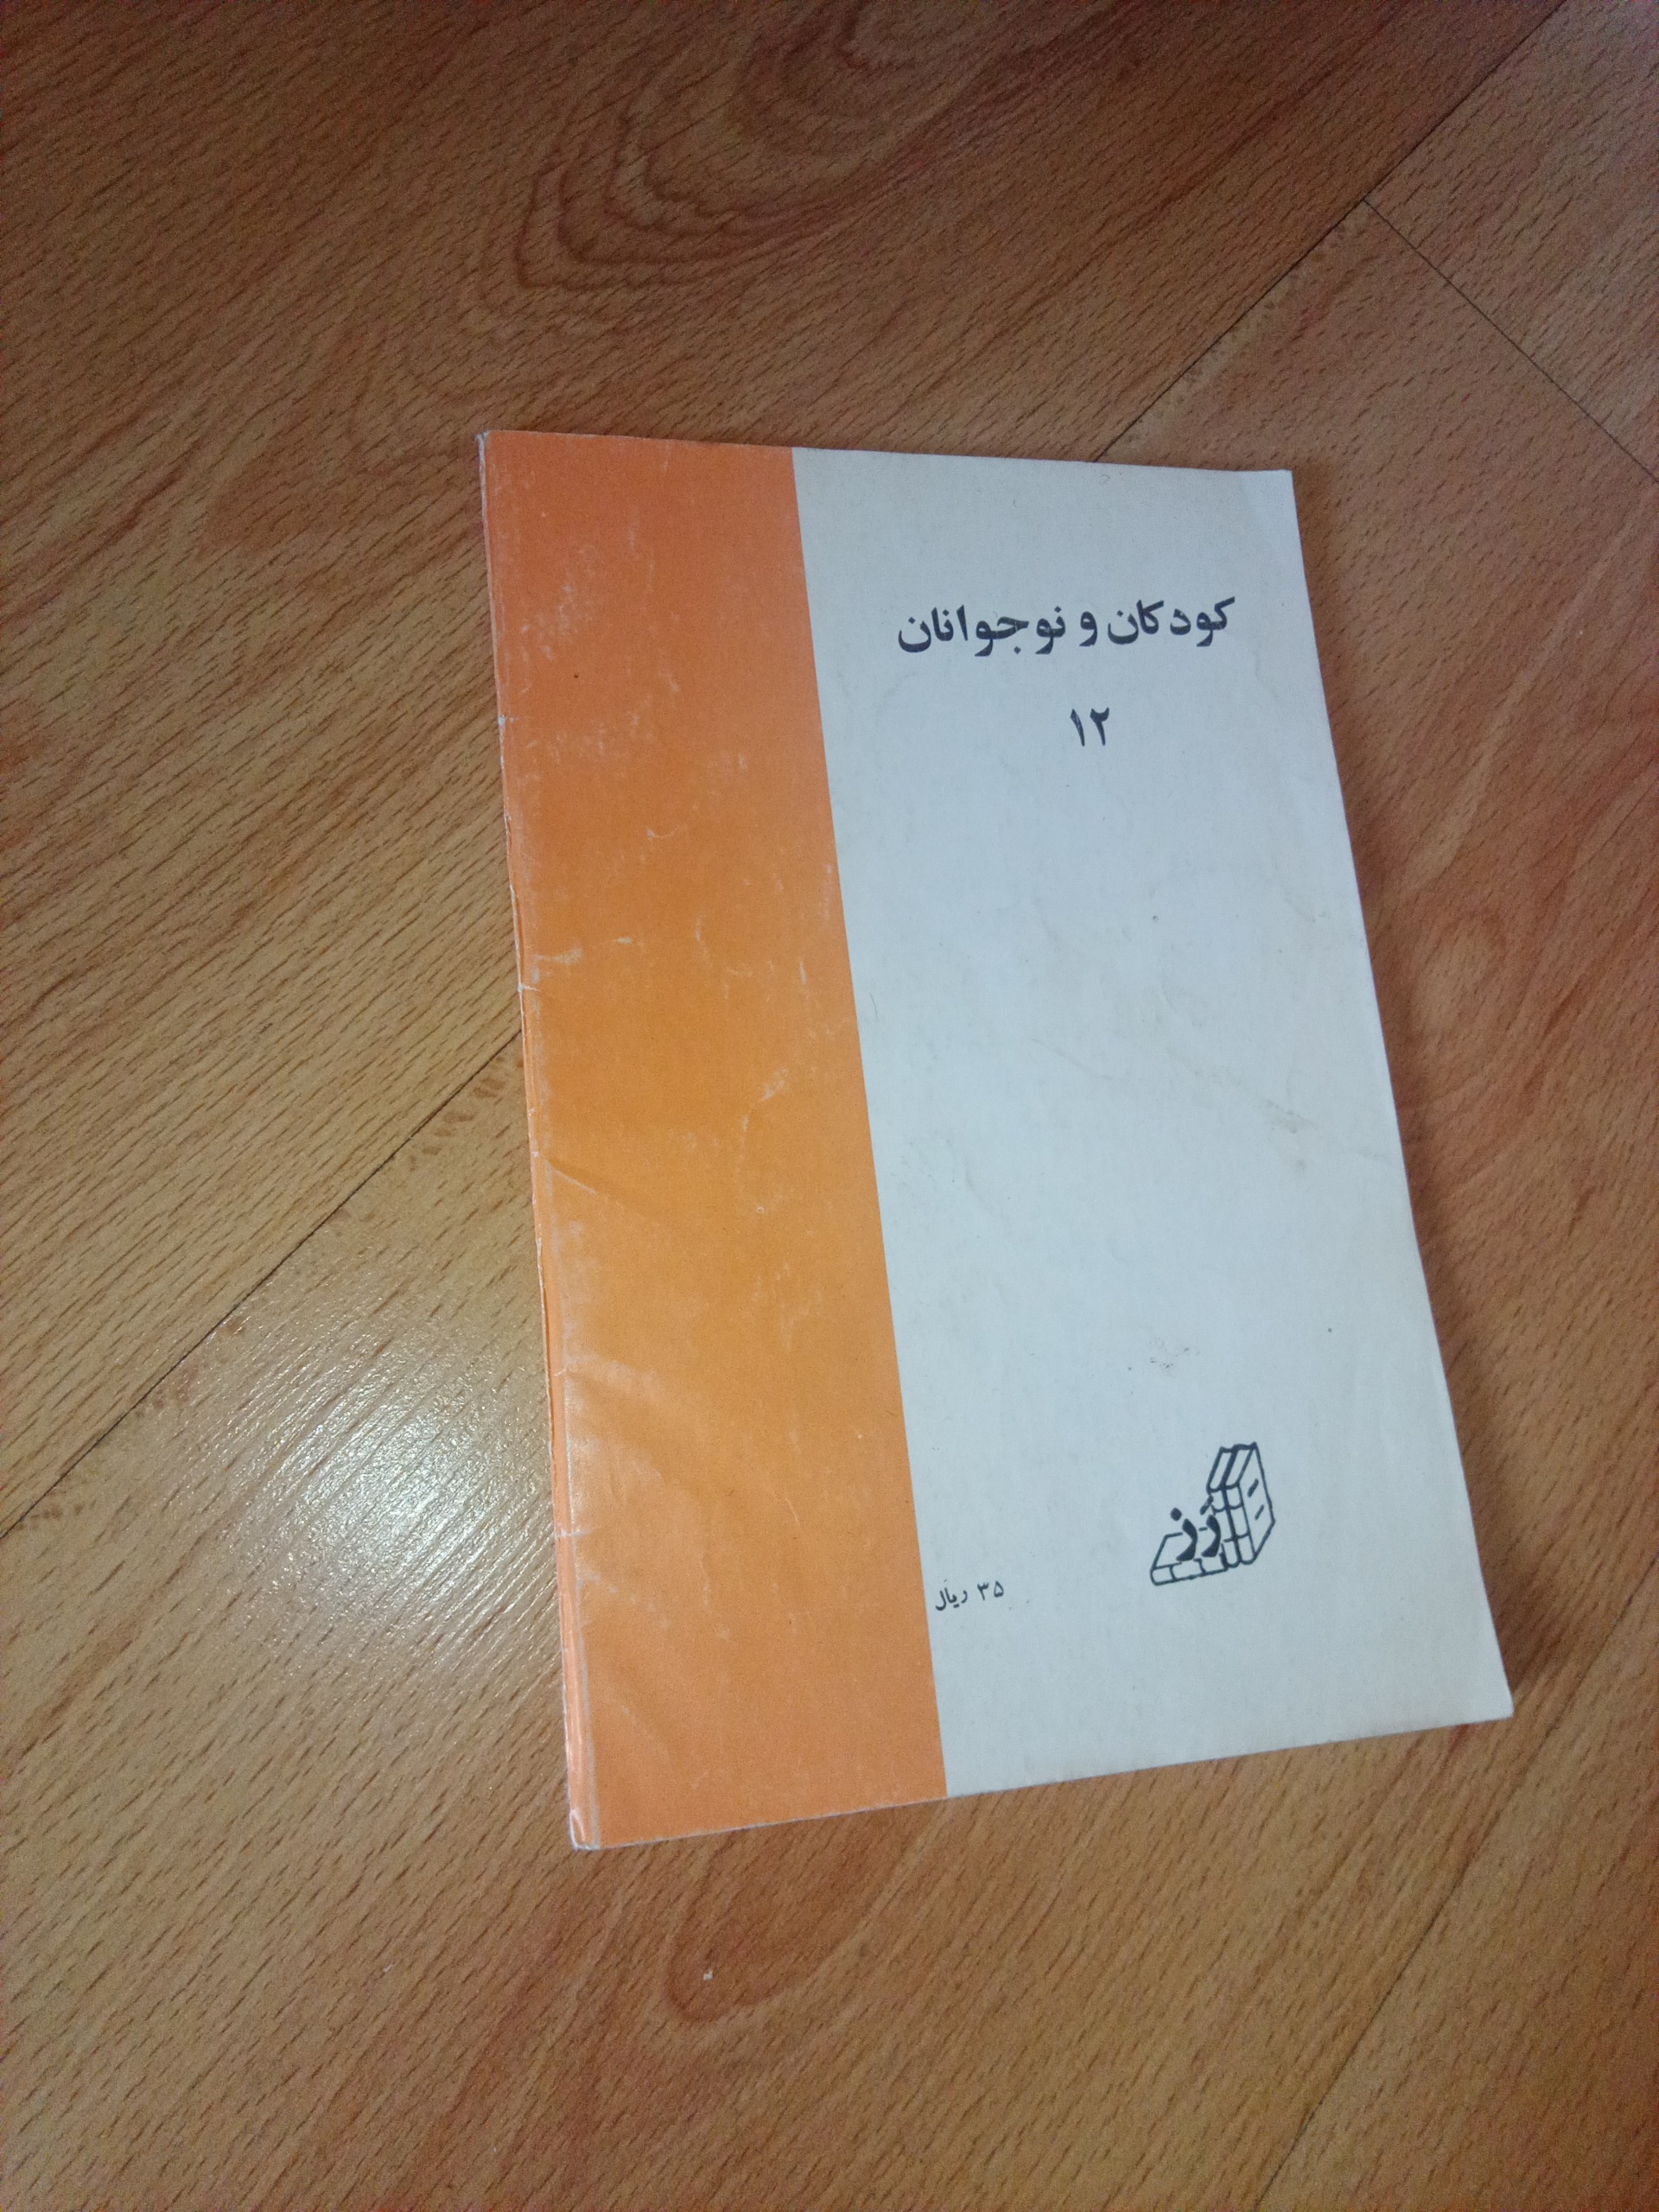 کودکان و نوجوانان
۱۲
رَز
۳۵ ریال